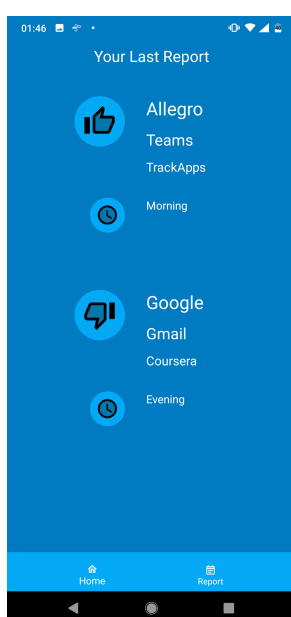 01:46
Your Last Report
Allegro
Teams
TrackApps
Morning
Google
Gmail
Coursera
Evening
Home
Report